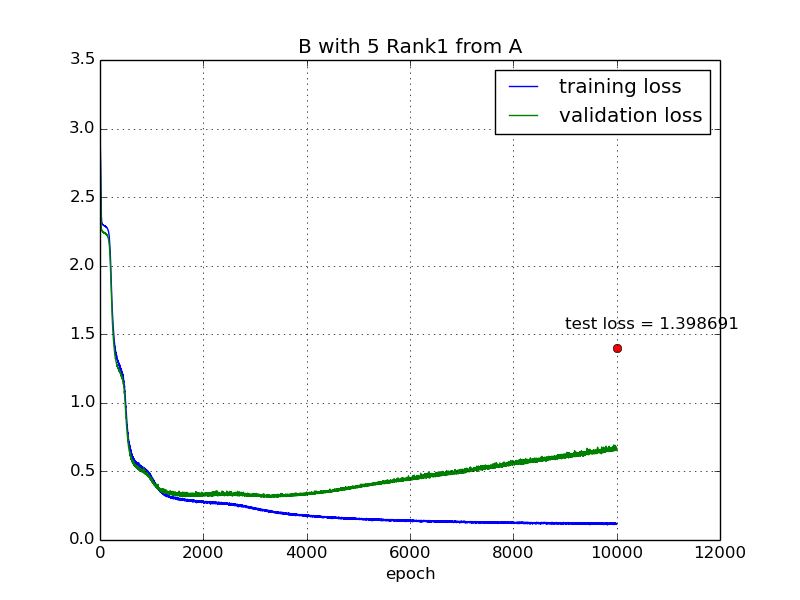 B with 5 Rank1 from A
3.5
3.0
2.5
2.0
1.5
1.0
0.5
0.0
training loss
validation loss
test loss = 1.398691
0 2000 4000 6000 8000 10000 12000
epoch